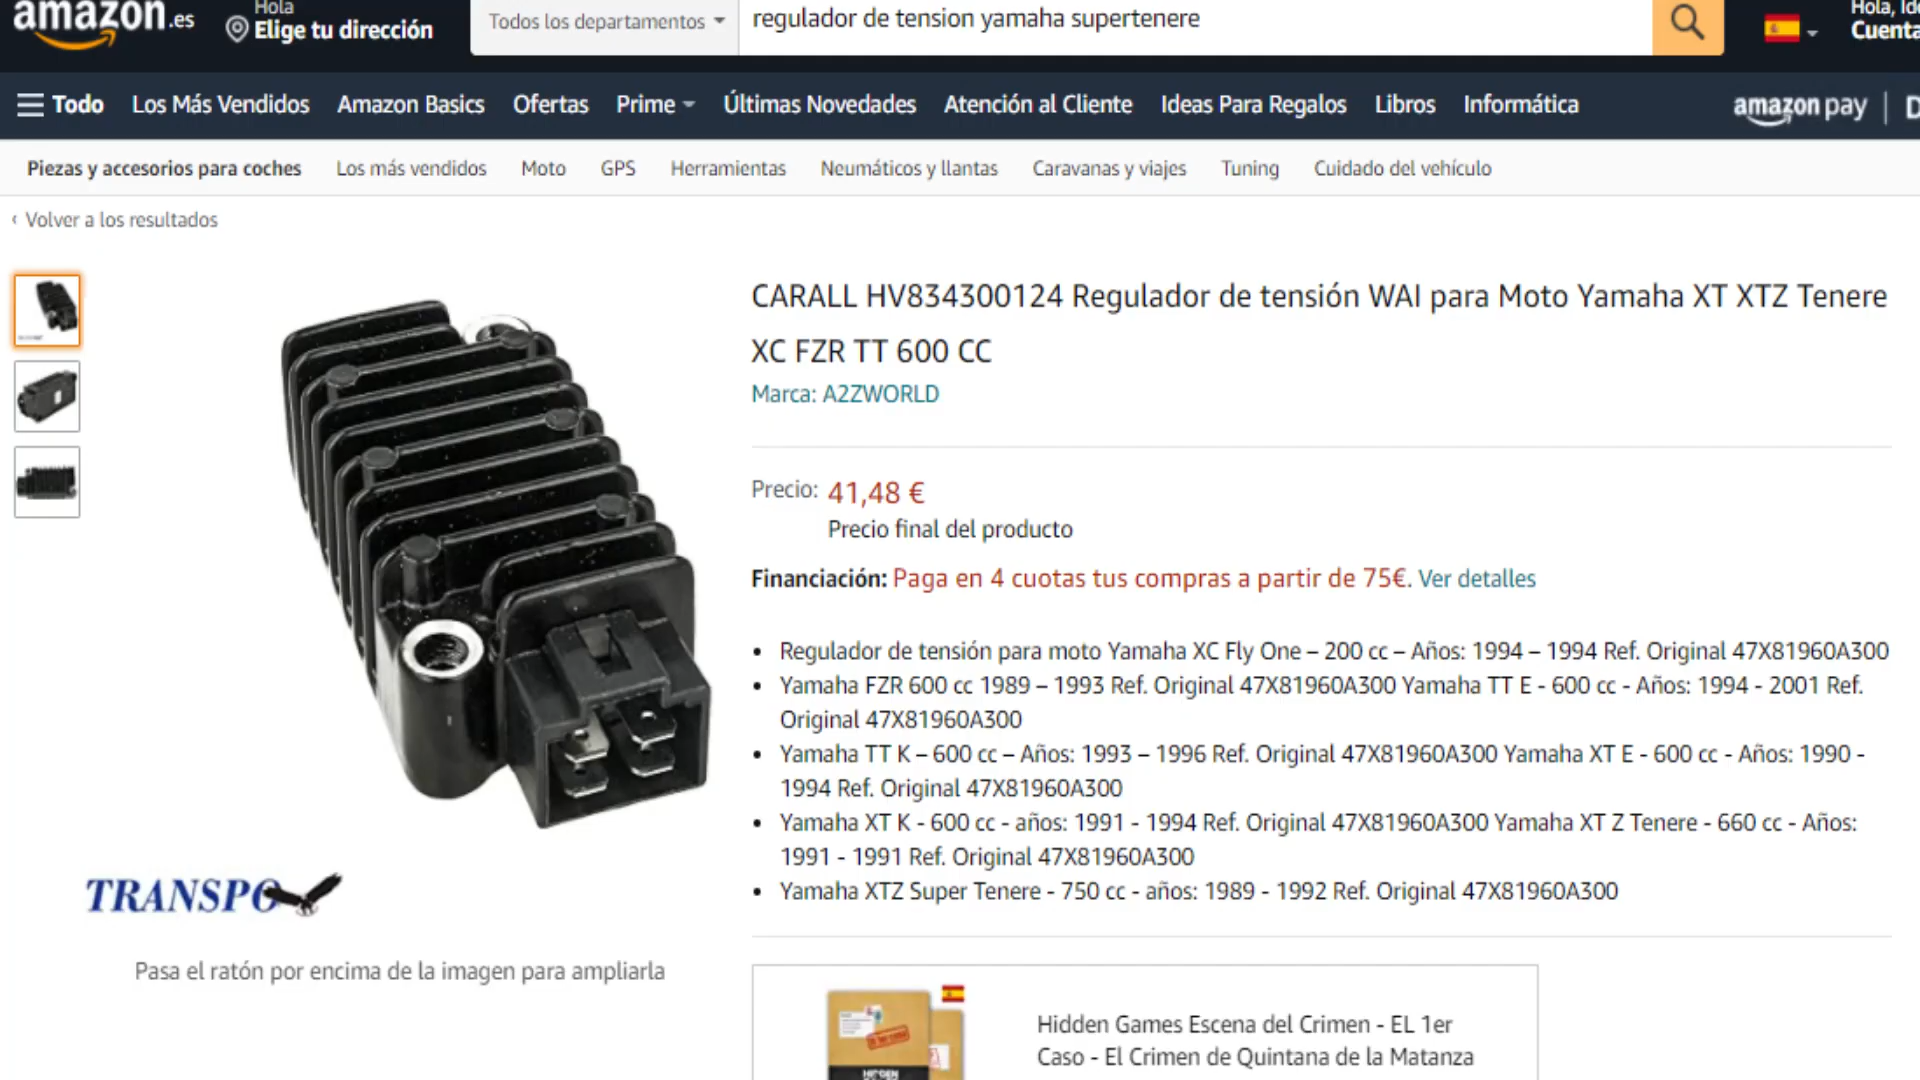 amazon.es
Hola
Elige tu dirección
Todos los departamentos
regulador de tension yamaha supertenere
Hola,
Cuenta
Todo
Los Más Vendidos
Amazon Basics
Ofertas
Prime
Últimas Novedades
Atención al Cliente
Ideas Para Regalos
Libros
Informática
amazon pay
Piezas y accesorios para coches
Los más vendidos
Moto
GPS
Herramientas
Neumáticos y llantas
Caravanas y viajes
Tuning
Cuidado del vehículo
‹ Volver a los resultados
CARALL HV834300124 Regulador de tensión WAI para Moto Yamaha XT XTZ Tenere
XC FZR TT 600 CC
Marca: A2ZWORLD
Precio: 41,48 €
Precio final del producto
Financiación: Paga en 4 cuotas tus compras a partir de 75€. Ver detalles
• Regulador de tensión para moto Yamaha XC Fly One – 200 cc – Años: 1994 – 1994 Ref. Original 47X81960A300
• Yamaha FZR 600 cc 1989 – 1993 Ref. Original 47X81960A300 Yamaha TT E - 600 cc - Años: 1994 - 2001 Ref.
Original 47X81960A300
• Yamaha TT K – 600 cc – Años: 1993 – 1996 Ref. Original 47X81960A300 Yamaha XT E - 600 cc - Años: 1990 -
1994 Ref. Original 47X81960A300
• Yamaha XT K - 600 cc - años: 1991 - 1994 Ref. Original 47X81960A300 Yamaha XT Z Tenere - 660 cc - Años:
1991 - 1991 Ref. Original 47X81960A300
• Yamaha XTZ Super Tenere - 750 cc - años: 1989 - 1992 Ref. Original 47X81960A300
TRANSPO
Pasa el ratón por encima de la imagen para ampliarla
Hidden Games Escena del Crimen - EL 1er
Caso - El Crimen de Quintana de la Matanza